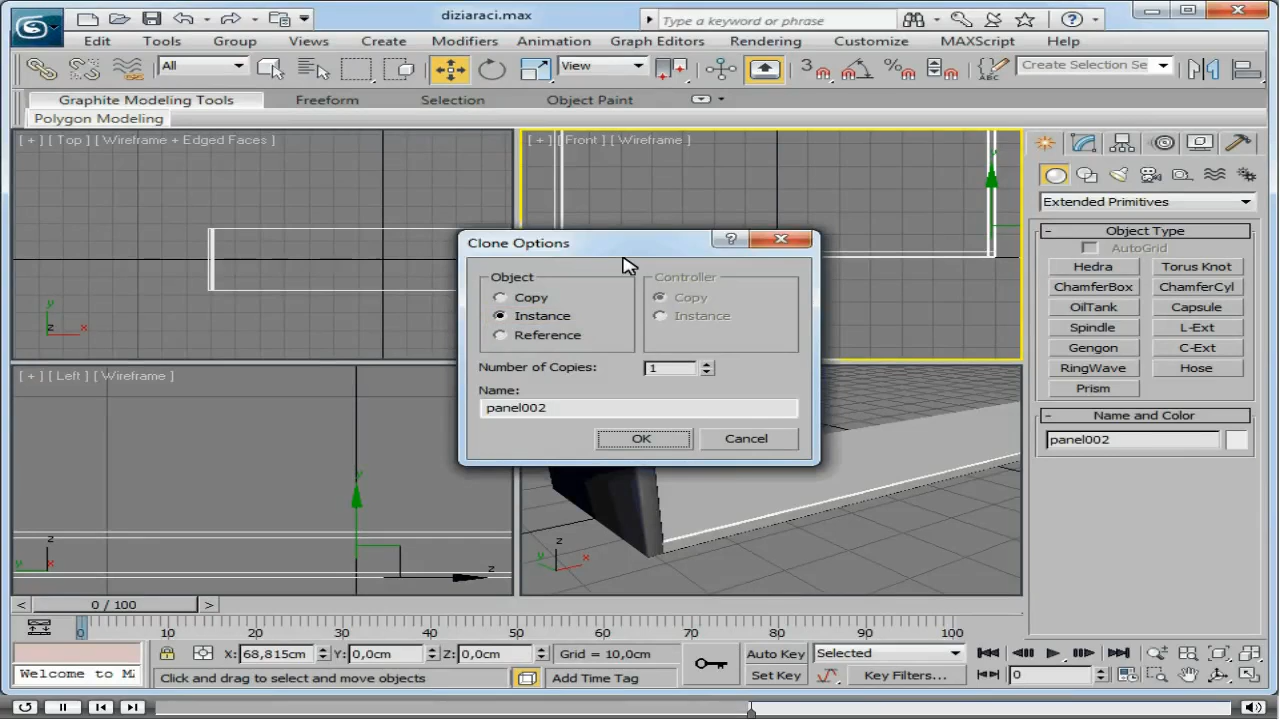 diziaraci.max
Type a keyword or phrase
Edit Tools Group Views Create Modifiers Animation Graph Editors Rendering Customize MAXScript Help
All View 3 Create Selection Se
Graphite Modeling Tools Freeform Selection Object Paint
Polygon Modeling
[ + ] [ Top ] [ Wireframe + Edged Faces ]
[ + ] [ Front ] [ Wireframe ]
Extended Primitives
Object Type
AutoGrid
Hedra Torus Knot
ChamferBox ChamferCyl
OilTank Capsule
Spindle L-Ext
Gengon C-Ext
RingWave Hose
Prism
Name and Color
panel002
Clone Options
Object
Copy
Instance
Reference
Controller
Copy
Instance
Number of Copies: 1
Name:
panel002
OK Cancel
y
z x
[ + ] [ Left ] [ Wireframe ]
y
z
z
y x
z
y x
< 0 / 100 >
0 10 20 30 40 50 60 70 80 90 100
X: 68,815cm Y: 0,0cm Z: 0,0cm Grid = 10,0cm Auto Key Selected
Welcome to M Click and drag to select and move objects Add Time Tag Set Key Key Filters... 0